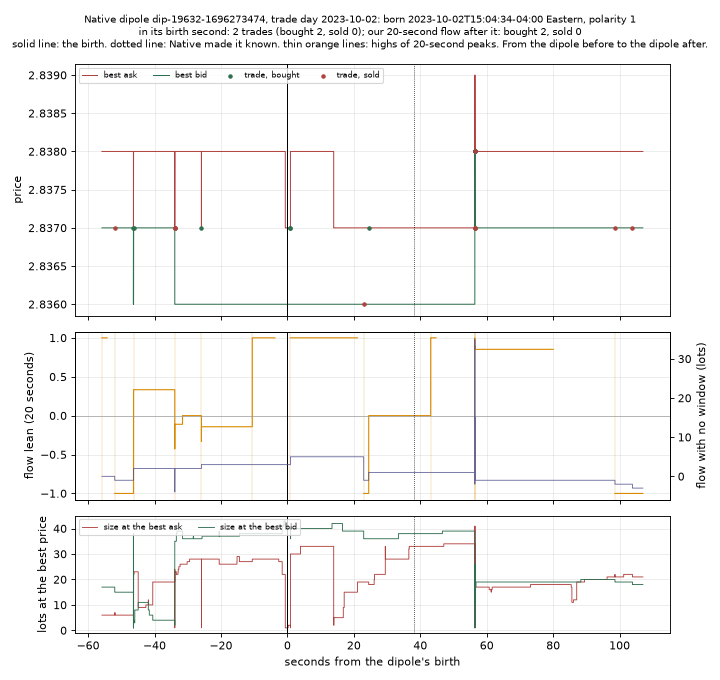 Native dipole dip-19632-1696273474, trade day 2023-10-02: born 2023-10-02T15:04:34-04:00 Eastern, polarity 1
in its birth second: 2 trades (bought 2, sold 0); our 20-second flow after it: bought 2, sold 0
solid line: the birth. dotted line: Native made it known. thin orange lines: highs of 20-second peaks. From the dipole before to the dipole after.
best ask
best bid
trade, bought
trade, sold
2.8390
2.8385
2.8380
2.8375
2.8370
2.8365
2.8360
price
1.0
0.5
0.0
−0.5
−1.0
flow lean (20 seconds)
30
20
10
0
flow with no window (lots)
size at the best ask
size at the best bid
40
30
20
10
0
lots at the best price
−60
−40
−20
0
20
40
60
80
100
seconds from the dipole's birth